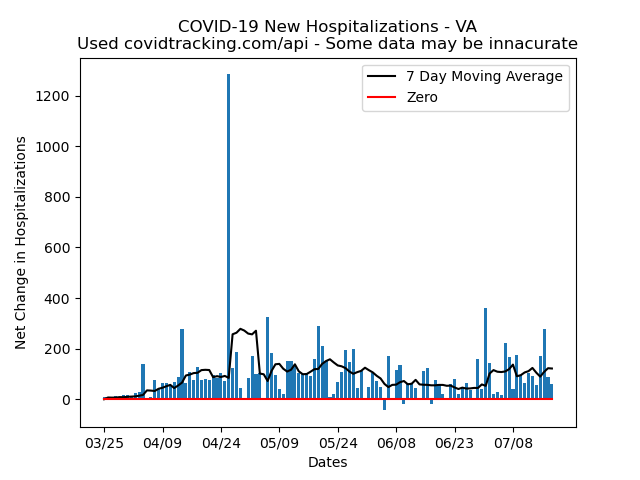 COVID-19 New Hospitalizations - VA
Used covidtracking.com/api - Some data may be innacurate
7 Day Moving Average
Zero
Net Change in Hospitalizations
1200
1000
800
600
400
200
0
03/25 04/09 04/24 05/09 05/24 06/08 06/23 07/08
Dates